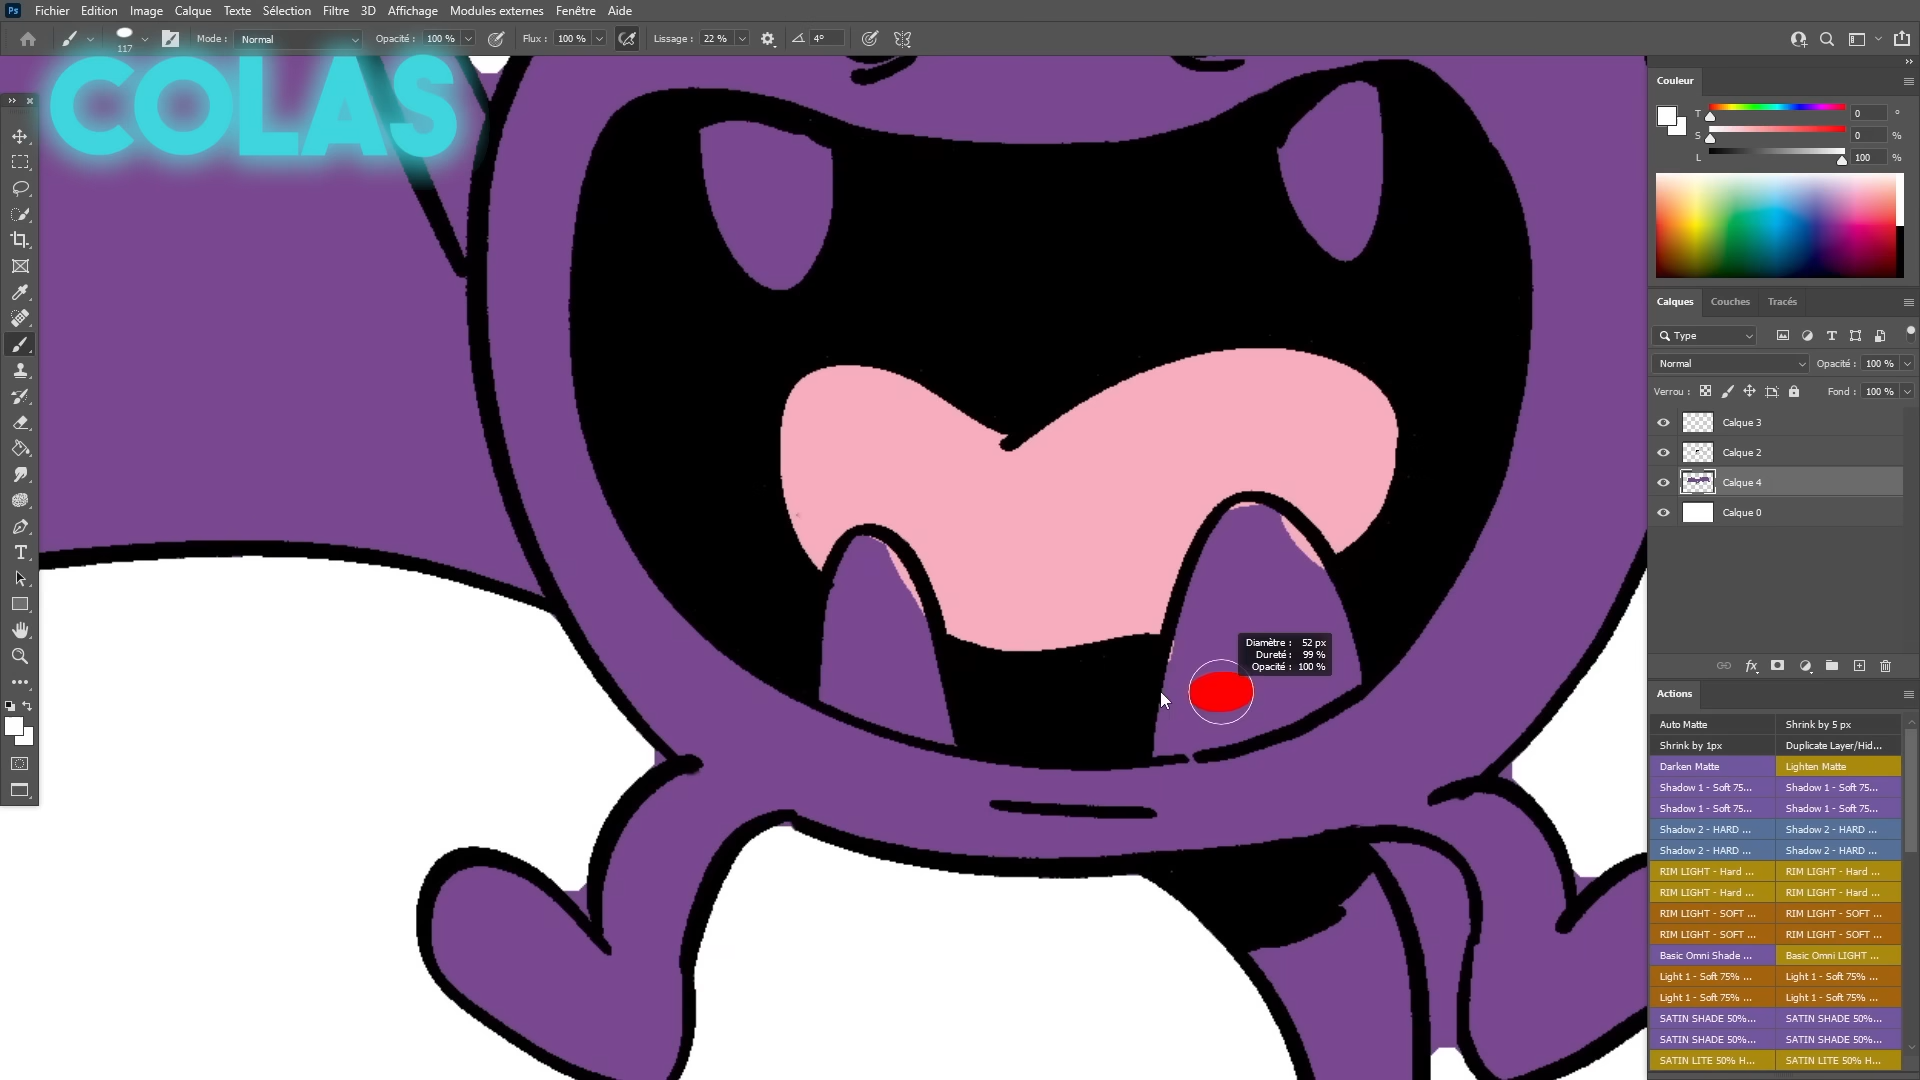 Ps Fichier Edition Image Calque Texte Sélection Filtre 3D Affichage Modules externes Fenêtre Aide
117 Mode : Normal Opacité : 100 % Flux : 100 % Lissage : 22 % 4°
COLAS
Couleur
T 0 °
S 0 %
L 100 %
Calques Couches Tracés
Type
Normal Opacité : 100 %
Verrou : Fond : 100 %
Calque 3
Calque 2
Calque 4
Calque 0
Diamètre : 52 px
Dureté : 99 %
Opacité : 100 %
Actions
Auto Matte Shrink by 5 px
Shrink by 1px Duplicate Layer/Hid...
Darken Matte Lighten Matte
Shadow 1 - Soft 75... Shadow 1 - Soft 75...
Shadow 1 - Soft 75... Shadow 1 - Soft 75...
Shadow 2 - HARD ... Shadow 2 - HARD ...
Shadow 2 - HARD ... Shadow 2 - HARD ...
RIM LIGHT - Hard ... RIM LIGHT - Hard ...
RIM LIGHT - Hard ... RIM LIGHT - Hard ...
RIM LIGHT - SOFT ... RIM LIGHT - SOFT ...
RIM LIGHT - SOFT ... RIM LIGHT - SOFT ...
Basic Omni Shade ... Basic Omni LIGHT ...
Light 1 - Soft 75% ... Light 1 - Soft 75% ...
Light 1 - Soft 75% ... Light 1 - Soft 75% ...
SATIN SHADE 50%... SATIN SHADE 50%...
SATIN SHADE 50%... SATIN SHADE 50%...
SATIN LITE 50% H... SATIN LITE 50% H...